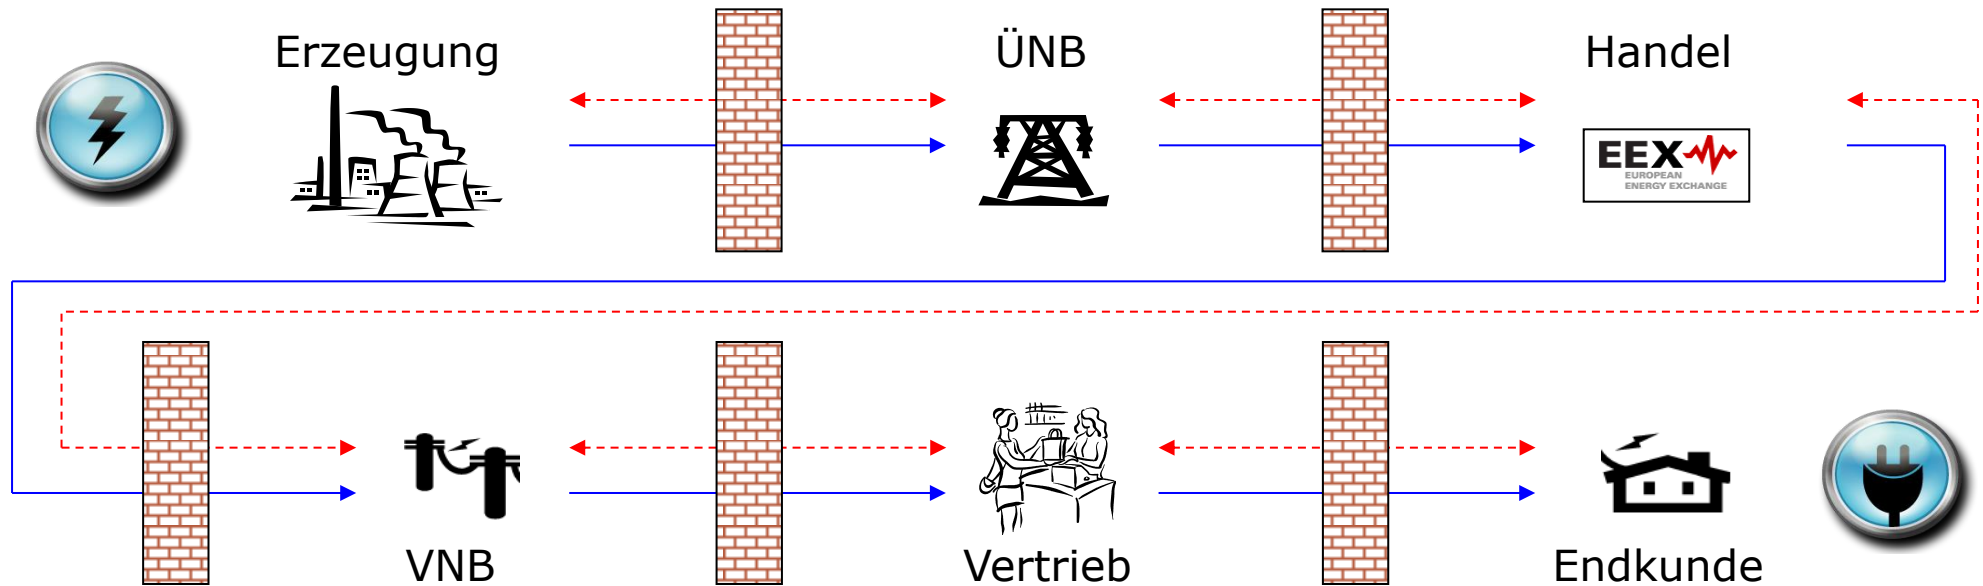 Erzeugung
ÜNB
Handel
EEX
EUROPEAN
ENERGY EXCHANGE
VNB
Vertrieb
Endkunde